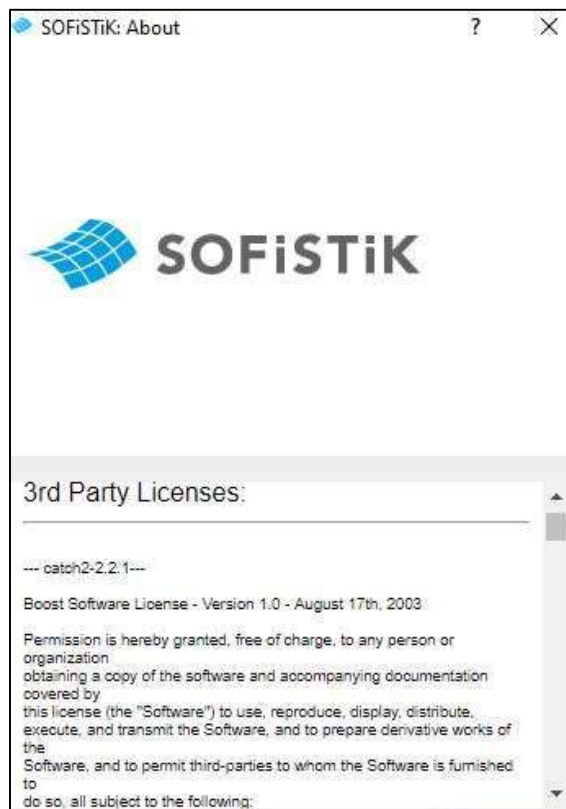 SOFiSTiK: About ?
SOFiSTiK
3rd Party Licenses:
--- catch2-2.2.1---
Boost Software License - Version 1.0 - August 17th, 2003
Permission is hereby granted, free of charge, to any person or
organization
obtaining a copy of the software and accompanying documentation
covered by
this license (the "Software") to use, reproduce, display, distribute,
execute, and transmit the Software, and to prepare derivative works of
the
Software, and to permit third-parties to whom the Software is furnished
to
do so, all subject to the following: